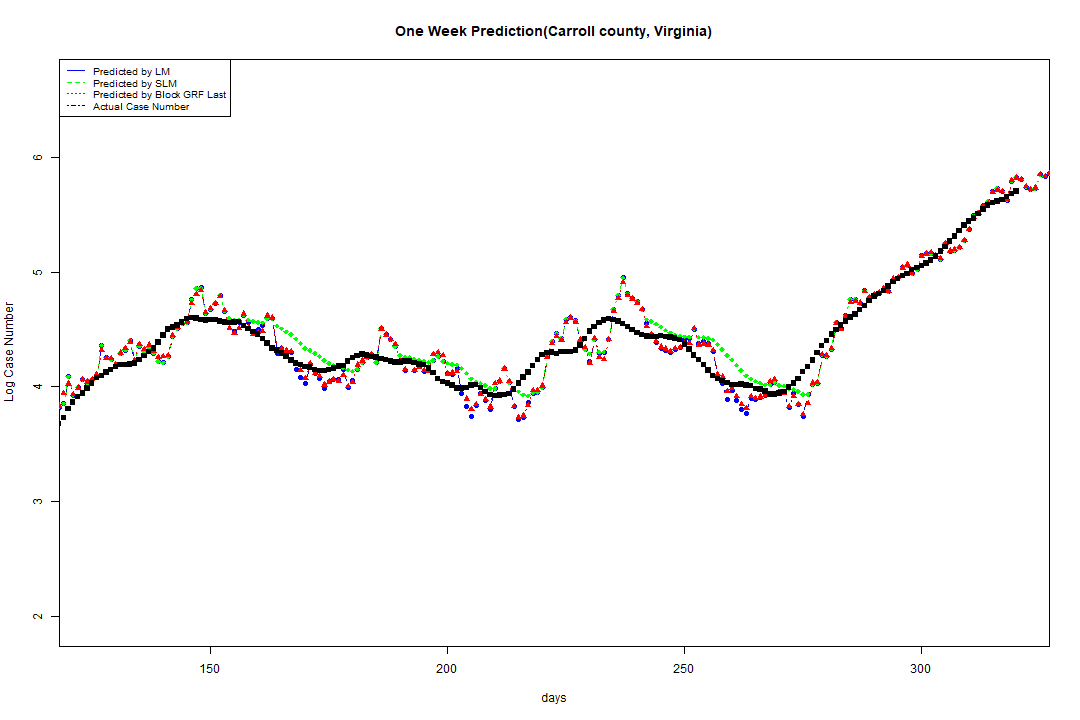 One Week Prediction(Carroll county, Virginia)
Predicted by LM
Predicted by SLM
Predicted by Block GRF Last
Actual Case Number
6
5
4
3
2
Log Case Number
150 200 250 300
days